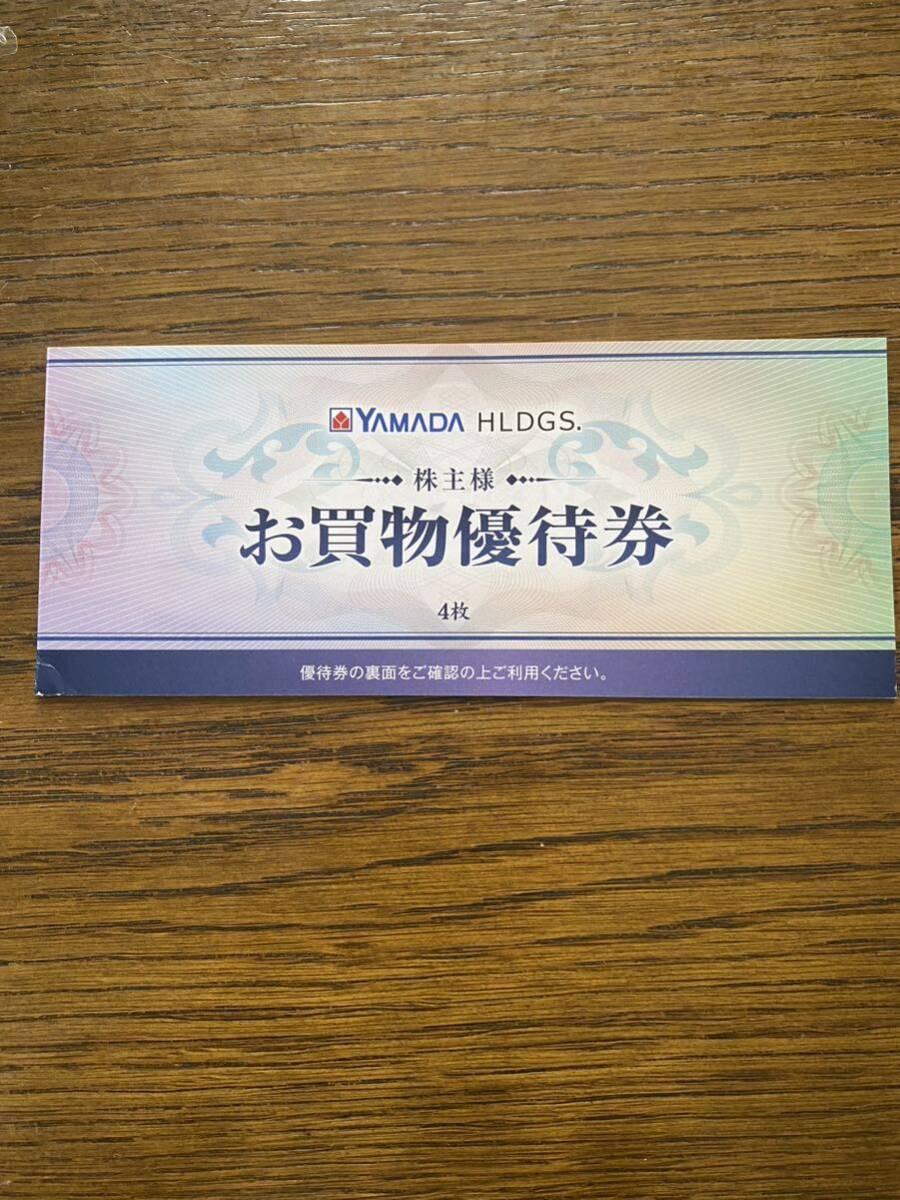 YAMADA HLDGS.
株主様
お買物優待券
4枚
優待券の裏面をご確認の上ご利用ください。